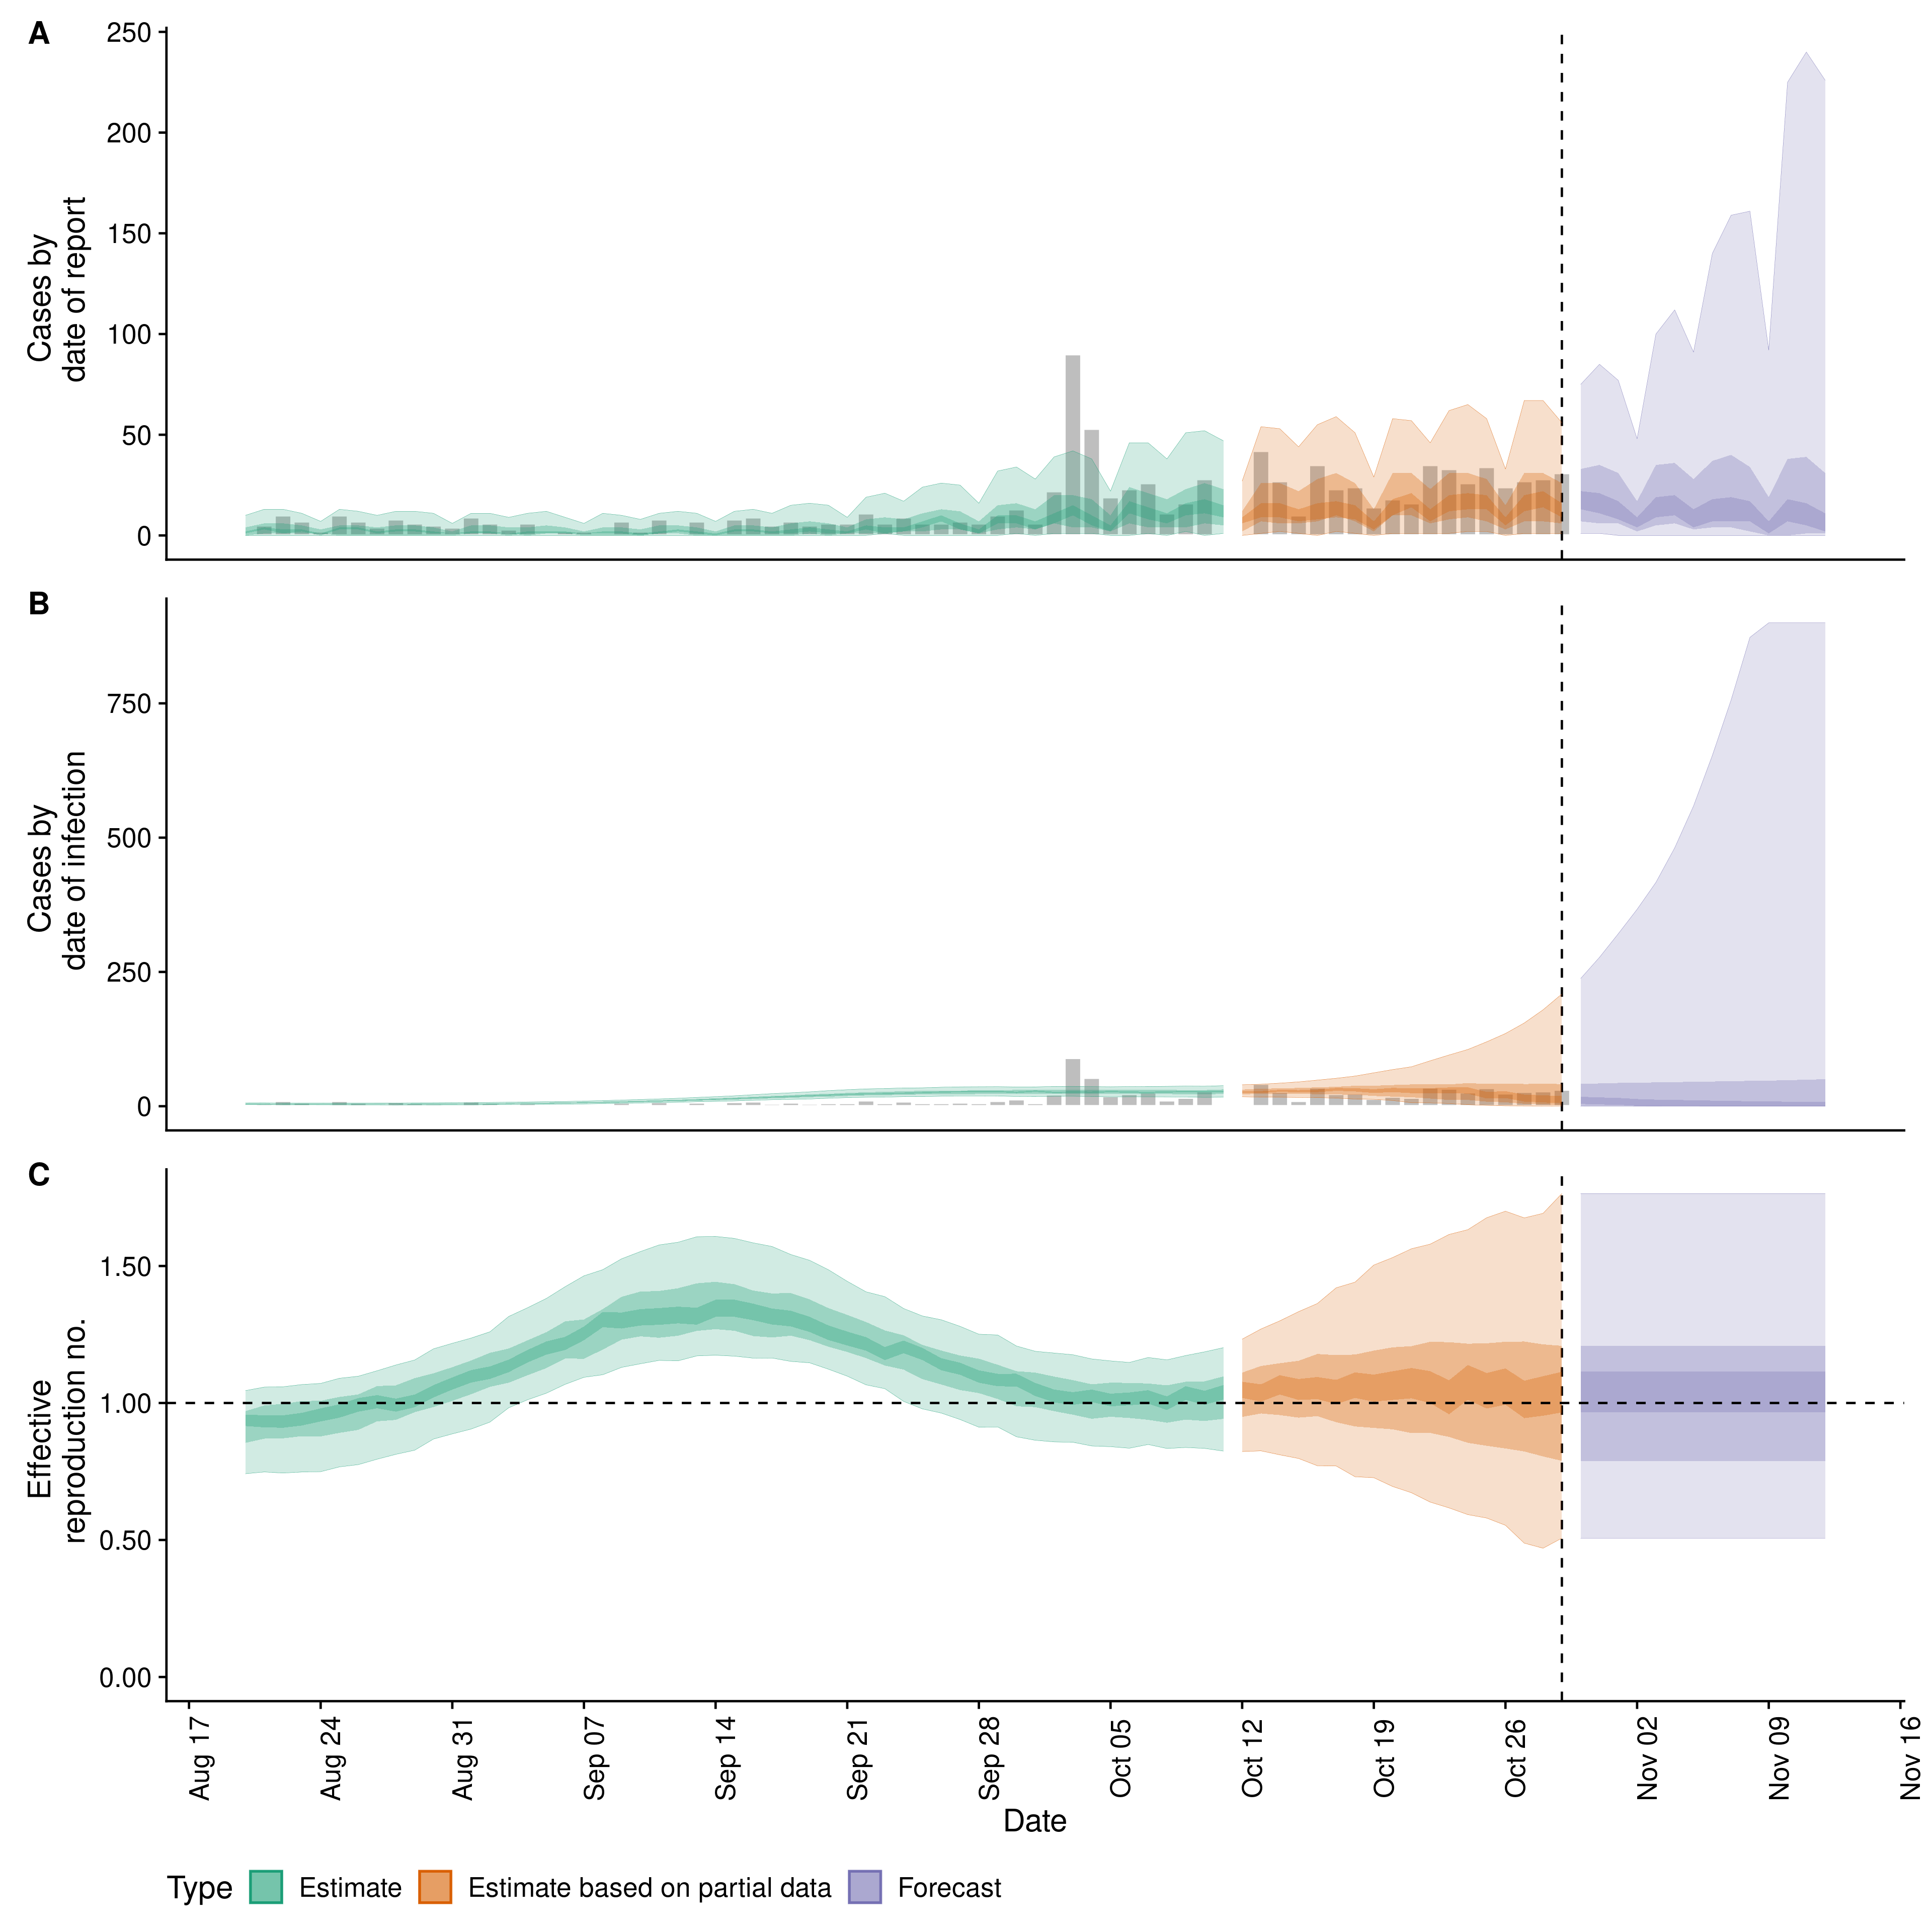 A
250
200
150
100
50
0
Cases by
date of report
B
750
500
250
0
Cases by
date of infection
C
1.50
1.00
0.50
0.00
Effective
reproduction no.
Aug 17
Aug 24
Aug 31
Sep 07
Sep 14
Sep 21
Sep 28
Oct 05
Oct 12
Oct 19
Oct 26
Nov 02
Nov 09
Nov 16
Date
Type Estimate Estimate based on partial data Forecast